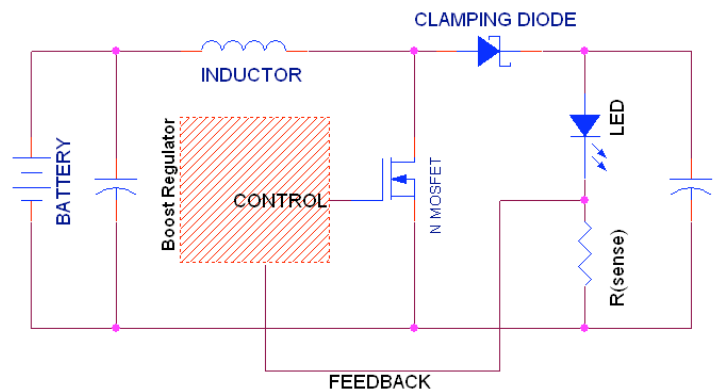 CLAMPING DIODE
INDUCTOR
LED
BATTERY
Boost Regulator
CONTROL
N MOSFET
R(sense)
FEEDBACK